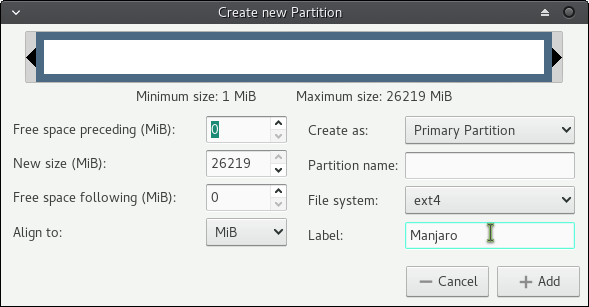 Create new Partition
Minimum size: 1 MiB Maximum size: 26219 MiB
Free space preceding (MiB): 0
Create as: Primary Partition
New size (MiB): 26219
Partition name:
Free space following (MiB): 0
File system: ext4
Align to: MiB
Label: Manjaro
Cancel Add